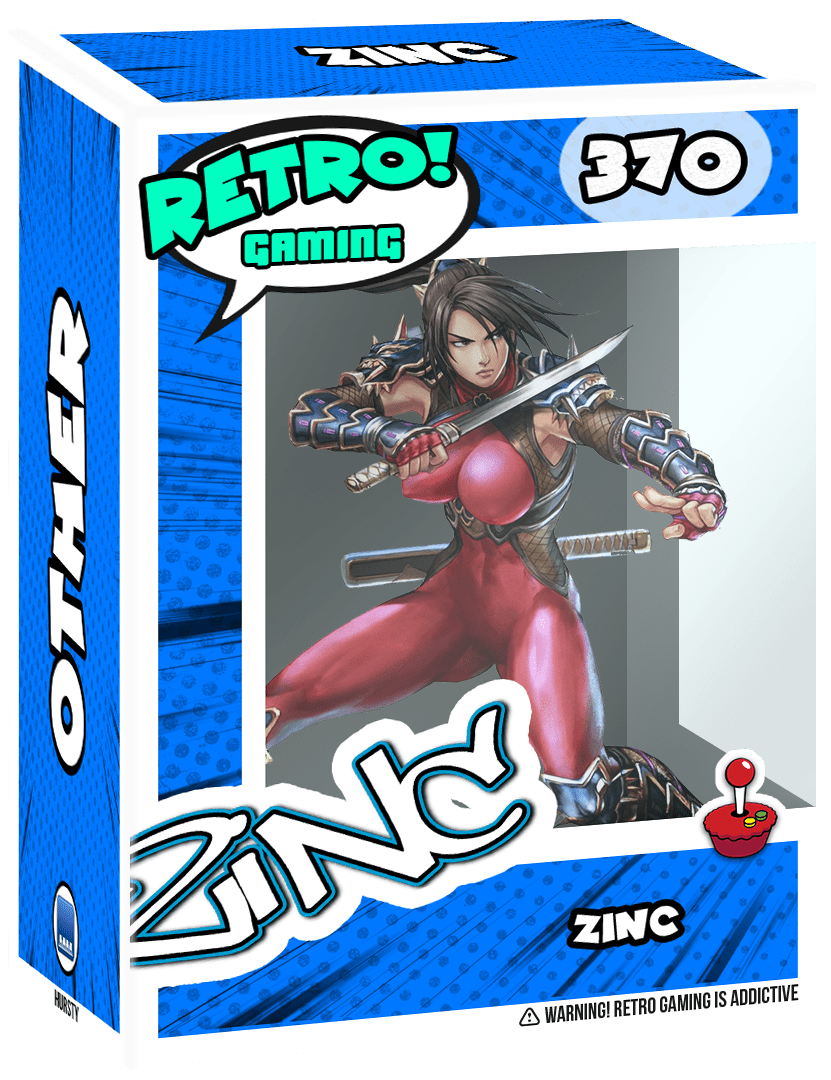 ZINC
RETRO!
GAMING
370
OTHER
ZINC
ZINC
HURSTY
WARNING! RETRO GAMING IS ADDICTIVE